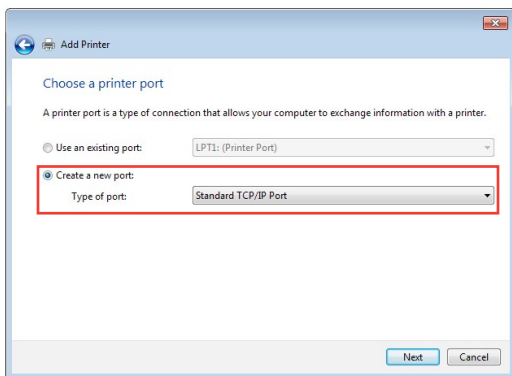 Add Printer
Choose a printer port
A printer port is a type of connection that allows your computer to exchange information with a printer.
Use an existing port: LPT1: (Printer Port)
Create a new port:
Type of port: Standard TCP/IP Port
Next Cancel